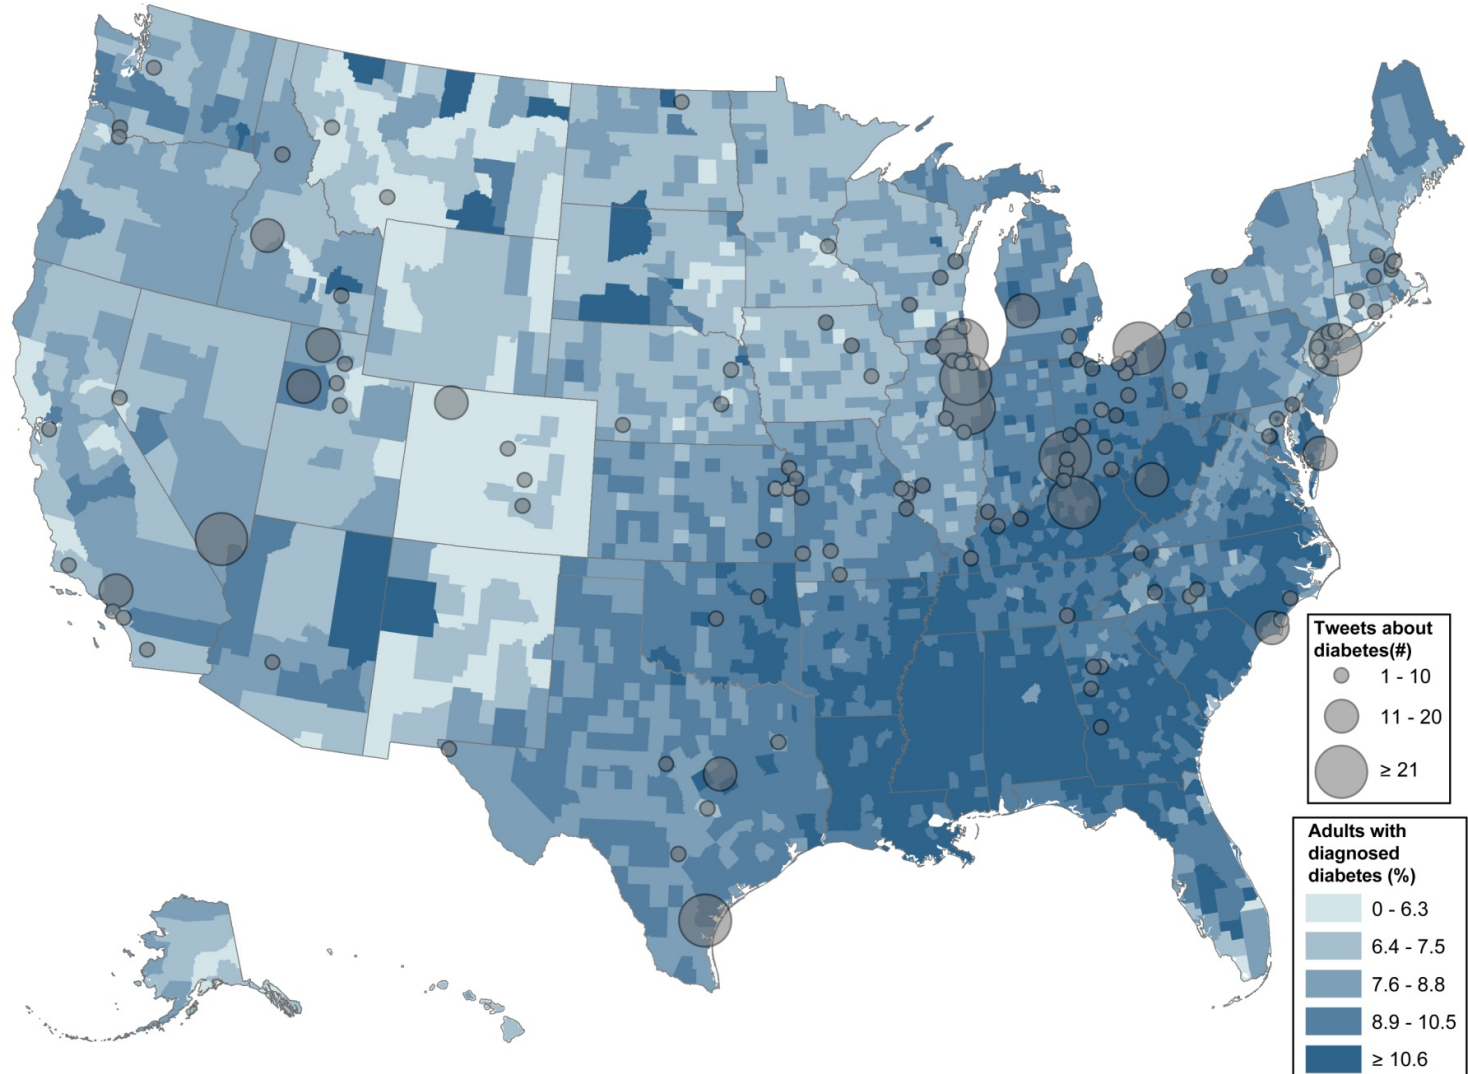 Tweets about
diabetes(#)
1 - 10
11 - 20
≥ 21
Adults with
diagnosed
diabetes (%)
0 - 6.3
6.4 - 7.5
7.6 - 8.8
8.9 - 10.5
≥ 10.6